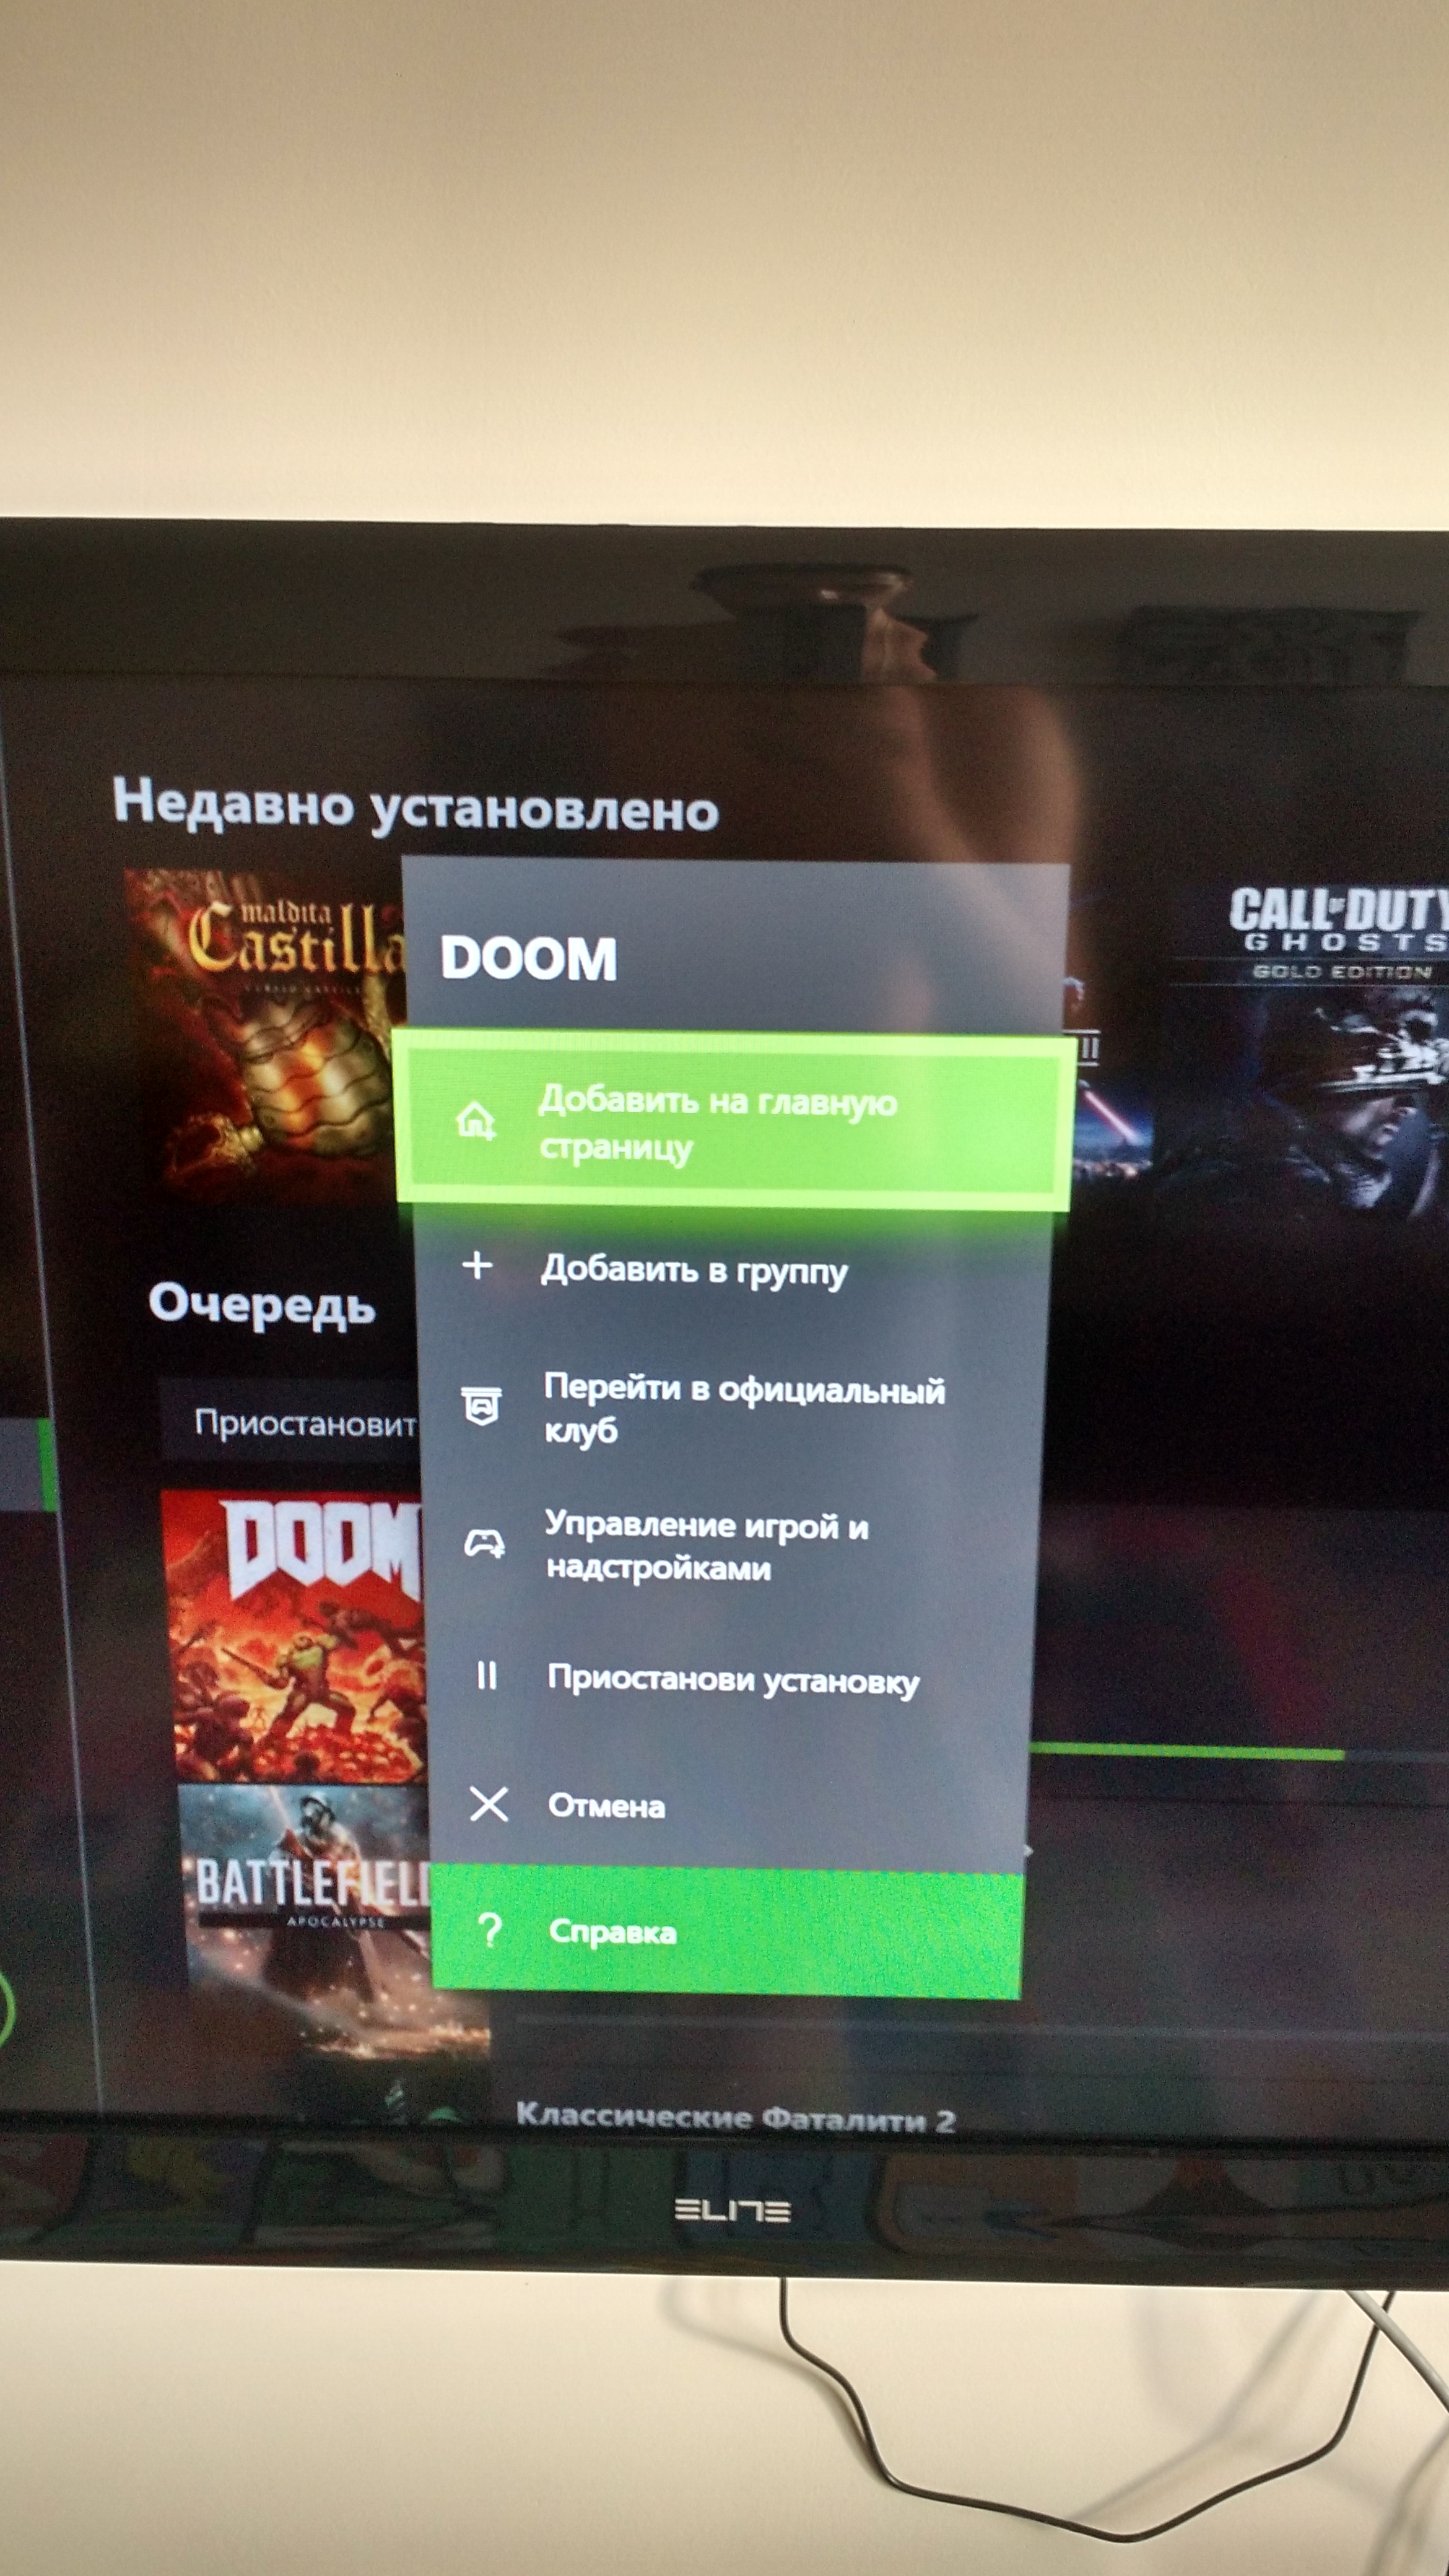 Недавно установлено
maldita
Castilla
DOOM
CALL OF DUTY
GHOSTS
GOLD EDITION
III
Добавить на главную
страницу
Добавить в группу
Очередь
Перейти в официальный
клуб
Приостановит
DOOM
Управление игрой и
надстройками
Приостанови установку
Отмена
BATTLEFIELD
APOCALYPSE
Справка
Классические Фаталити 2
ELITE